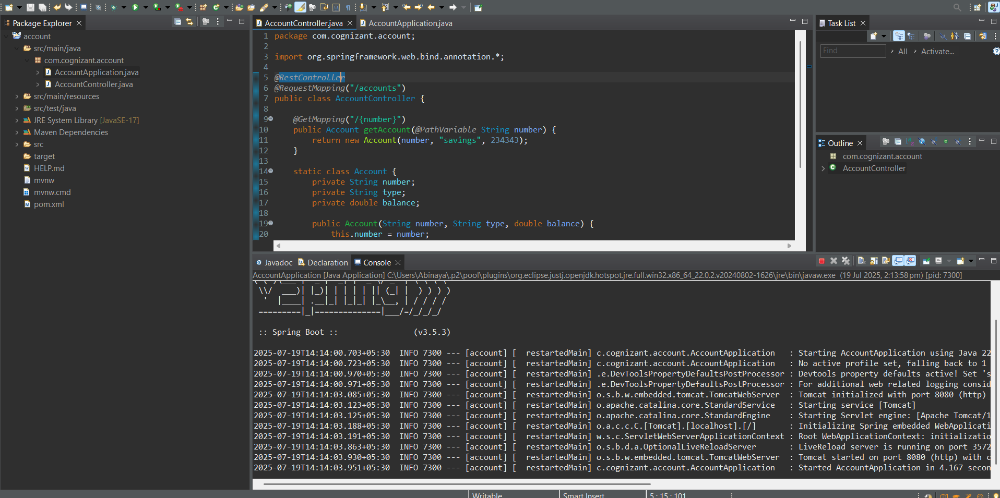 Package Explorer
account
src/main/java
com.cognizant.account
AccountApplication.java
AccountController.java
src/main/resources
src/test/java
JRE System Library [JavaSE-17]
Maven Dependencies
src
target
HELP.md
mvnw
mvnw.cmd
pom.xml
AccountController.java
AccountApplication.java
1 package com.cognizant.account;
2
3 import org.springframework.web.bind.annotation.*;
4
5 @RestController
6 @RequestMapping("/accounts")
7 public class AccountController {
8
9 @GetMapping("/{number}")
10 public Account getAccount(@PathVariable String number) {
11 return new Account(number, "savings", 234343);
12 }
13
14 static class Account {
15 private String number;
16 private String type;
17 private double balance;
18
19 public Account(String number, String type, double balance) {
20 this.number = number;
Task List
Find
All
Activate...
Outline
com.cognizant.account
AccountController
@ Javadoc
Declaration
Console
AccountApplication [Java Application] C:\Users\Abinaya\.p2\pool\plugins\org.eclipse.justj.openjdk.hotspot.jre.full.win32.x86_64_22.0.2.v20240802-1626\jre\bin\javaw.exe (19 Jul 2025, 2:13:58 pm) [pid: 7300]
\\/  ___)| |_)| | | | | || (_| |  ) ) ) )
'  |____| .__|_| |_|_| |_\__, | / / / /
=========|_|==============|___/=/_/_/_/
:: Spring Boot :: (v3.5.3)
2025-07-19T14:14:00.703+05:30 INFO 7300 --- [account] [ restartedMain] c.cognizant.account.AccountApplication : Starting AccountApplication using Java 22
2025-07-19T14:14:00.723+05:30 INFO 7300 --- [account] [ restartedMain] c.cognizant.account.AccountApplication : No active profile set, falling back to 1
2025-07-19T14:14:00.970+05:30 INFO 7300 --- [account] [ restartedMain] .e.DevToolsPropertyDefaultsPostProcessor : Devtools property defaults active! Set 's
2025-07-19T14:14:00.971+05:30 INFO 7300 --- [account] [ restartedMain] .e.DevToolsPropertyDefaultsPostProcessor : For additional web related logging consid
2025-07-19T14:14:03.085+05:30 INFO 7300 --- [account] [ restartedMain] o.s.b.w.embedded.tomcat.TomcatWebServer : Tomcat initialized with port 8080 (http)
2025-07-19T14:14:03.123+05:30 INFO 7300 --- [account] [ restartedMain] o.apache.catalina.core.StandardService : Starting service [Tomcat]
2025-07-19T14:14:03.125+05:30 INFO 7300 --- [account] [ restartedMain] o.apache.catalina.core.StandardEngine : Starting Servlet engine: [Apache Tomcat/1
2025-07-19T14:14:03.188+05:30 INFO 7300 --- [account] [ restartedMain] o.a.c.c.C.[Tomcat].[localhost].[/] : Initializing Spring embedded WebApplicati
2025-07-19T14:14:03.191+05:30 INFO 7300 --- [account] [ restartedMain] w.s.c.ServletWebServerApplicationContext : Root WebApplicationContext: initializatio
2025-07-19T14:14:03.863+05:30 INFO 7300 --- [account] [ restartedMain] o.s.b.d.a.OptionalLiveReloadServer : LiveReload server is running on port 3572
2025-07-19T14:14:03.930+05:30 INFO 7300 --- [account] [ restartedMain] o.s.b.w.embedded.tomcat.TomcatWebServer : Tomcat started on port 8080 (http) with c
2025-07-19T14:14:03.951+05:30 INFO 7300 --- [account] [ restartedMain] c.cognizant.account.AccountApplication : Started AccountApplication in 4.167 secon
Writable
Smart Insert
5 : 15 : 101